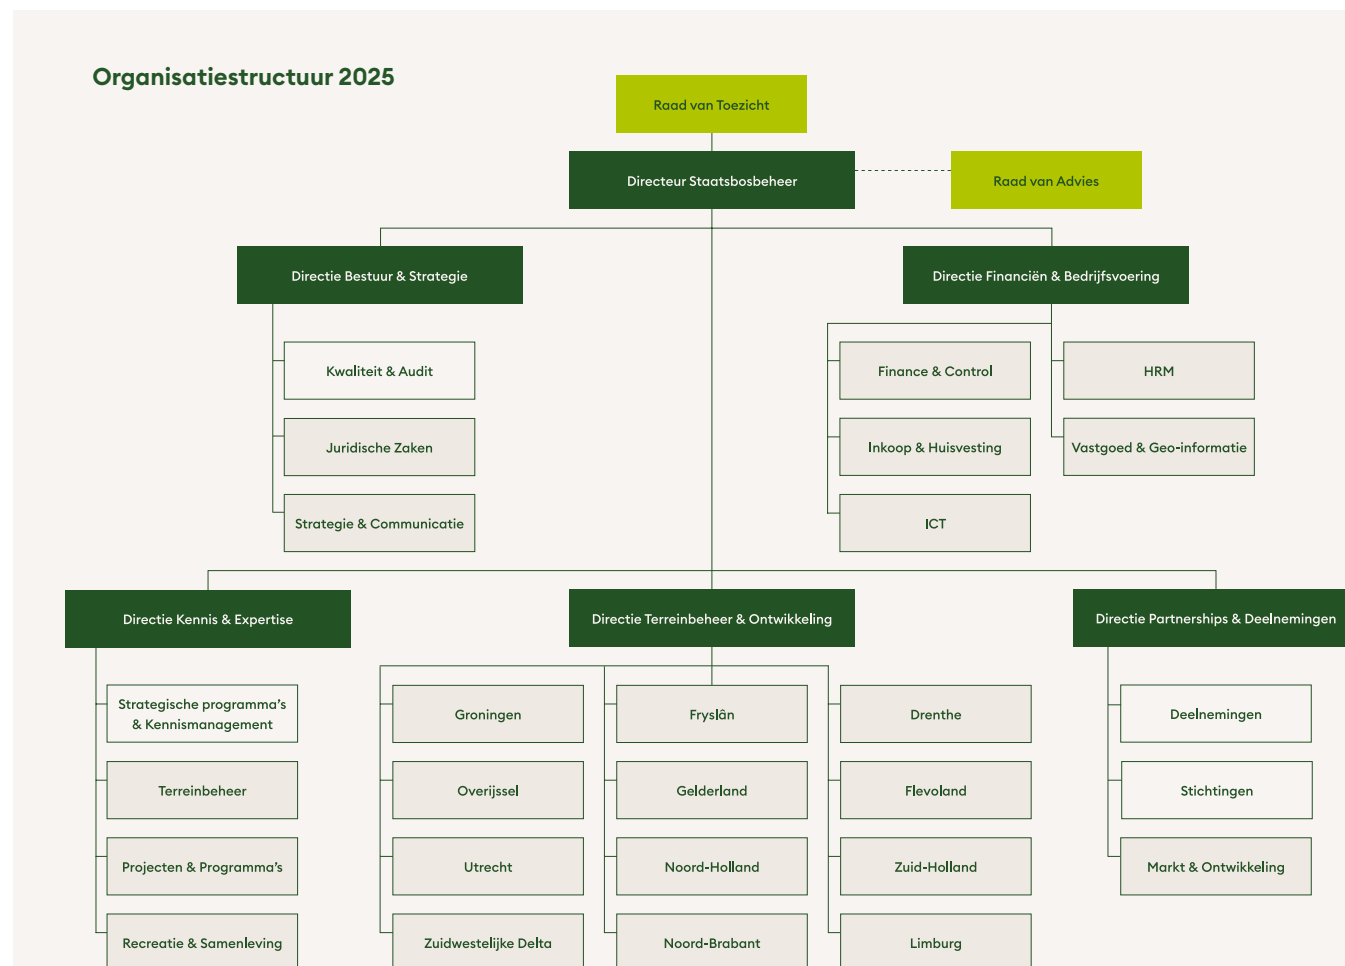 Organisatiestructuur 2025
Raad van Toezicht
Directeur Staatsbosbeheer
Raad van Advies
Directie Bestuur & Strategie
Directie Financiën & Bedrijfsvoering
Kwaliteit & Audit
Finance & Control
HRM
Juridische Zaken
Inkoop & Huisvesting
Vastgoed & Geo-informatie
Strategie & Communicatie
ICT
Directie Kennis & Expertise
Directie Terreinbeheer & Ontwikkeling
Directie Partnerships & Deelnemingen
Strategische programma's
& Kennismanagement
Groningen
Fryslân
Drenthe
Deelnemingen
Terreinbeheer
Overijssel
Gelderland
Flevoland
Stichtingen
Projecten & Programma's
Utrecht
Noord-Holland
Zuid-Holland
Markt & Ontwikkeling
Recreatie & Samenleving
Zuidwestelijke Delta
Noord-Brabant
Limburg